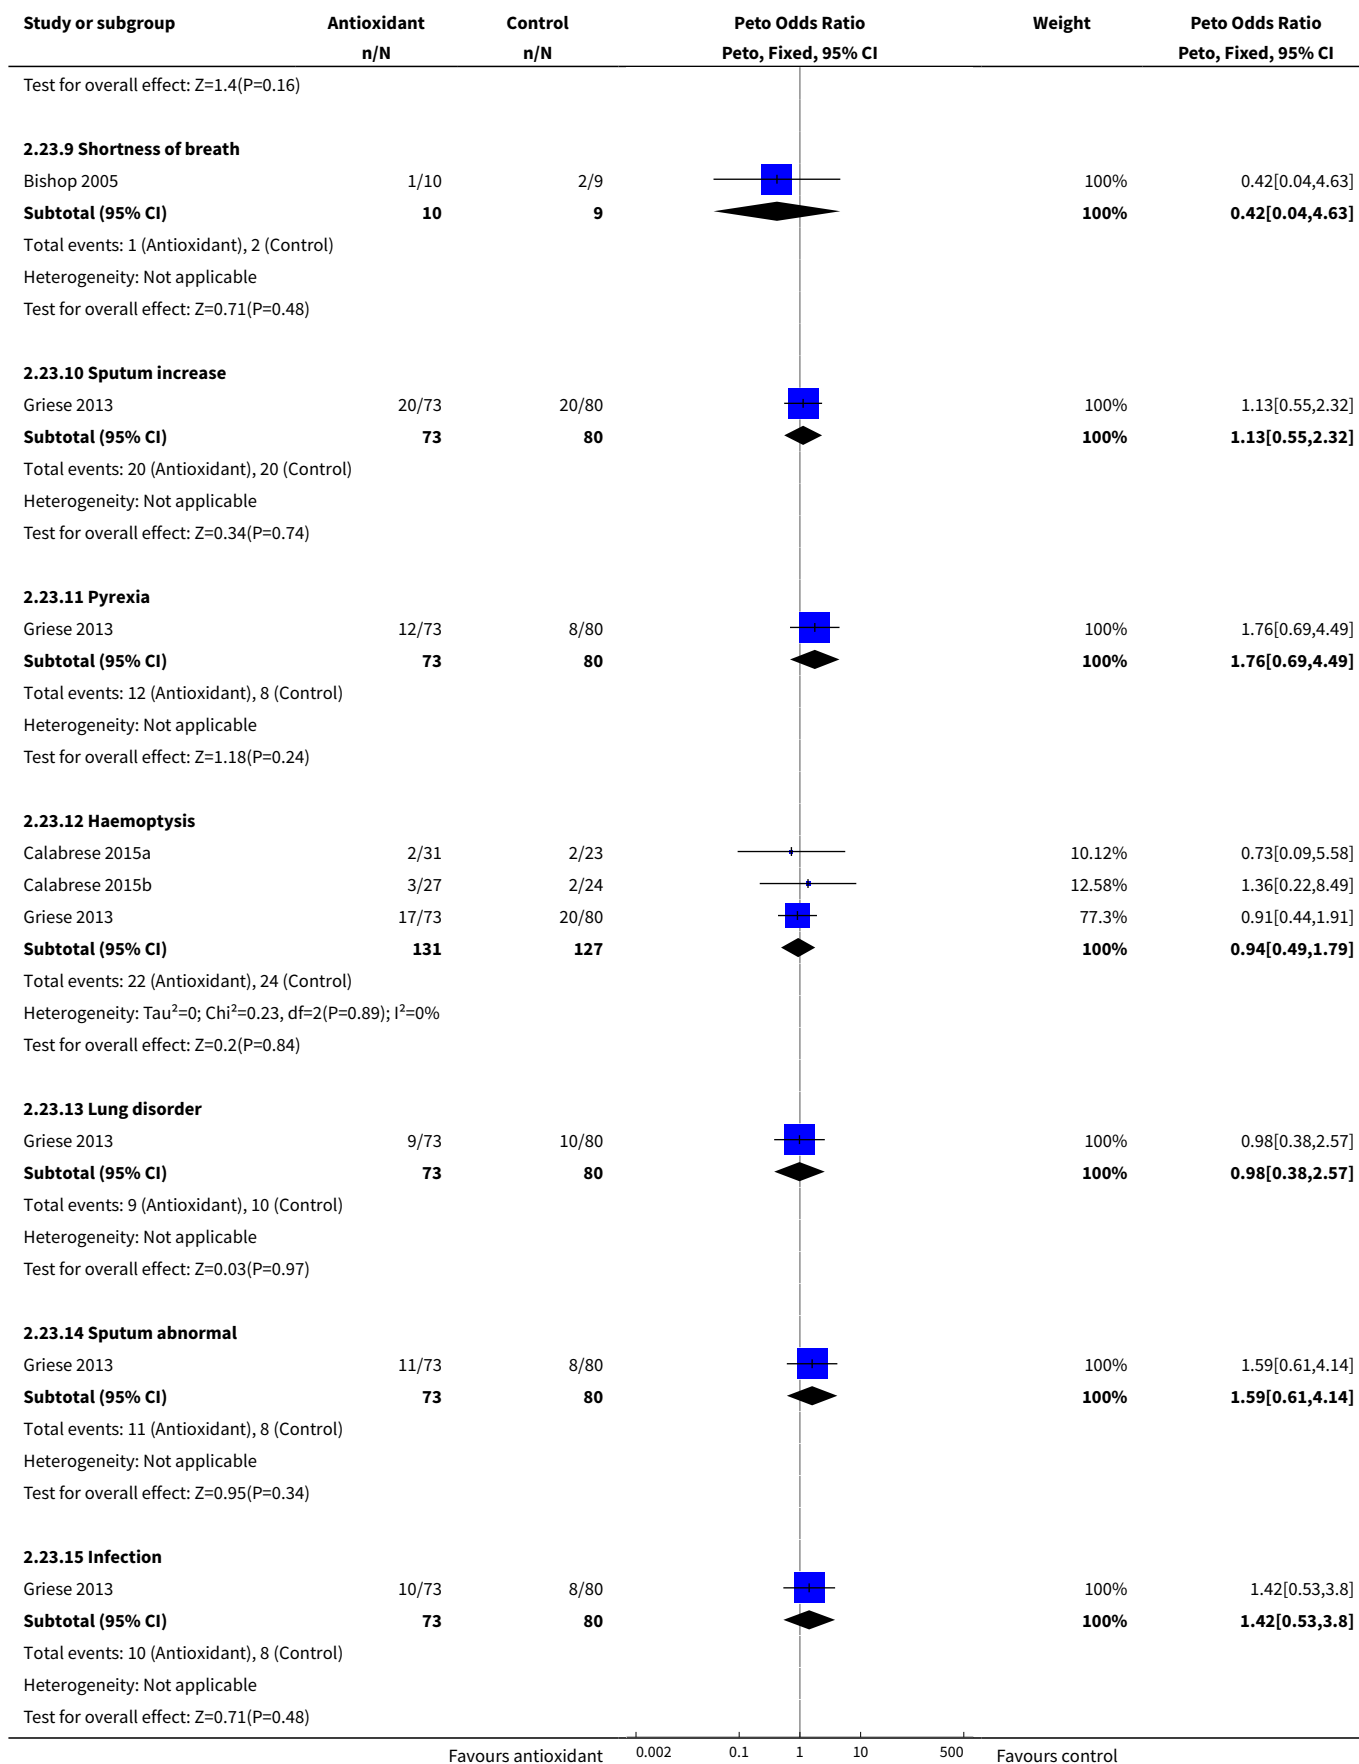 Study or subgroup Antioxidant Control Peto Odds Ratio Weight Peto Odds Ratio
n/N n/N Peto, Fixed, 95% CI Peto, Fixed, 95% CI
Test for overall effect: Z=1.4(P=0.16)
2.23.9 Shortness of breath
Bishop 2005 1/10 2/9 100% 0.42[0.04,4.63]
Subtotal (95% CI) 10 9 100% 0.42[0.04,4.63]
Total events: 1 (Antioxidant), 2 (Control)
Heterogeneity: Not applicable
Test for overall effect: Z=0.71(P=0.48)
2.23.10 Sputum increase
Griese 2013 20/73 20/80 100% 1.13[0.55,2.32]
Subtotal (95% CI) 73 80 100% 1.13[0.55,2.32]
Total events: 20 (Antioxidant), 20 (Control)
Heterogeneity: Not applicable
Test for overall effect: Z=0.34(P=0.74)
2.23.11 Pyrexia
Griese 2013 12/73 8/80 100% 1.76[0.69,4.49]
Subtotal (95% CI) 73 80 100% 1.76[0.69,4.49]
Total events: 12 (Antioxidant), 8 (Control)
Heterogeneity: Not applicable
Test for overall effect: Z=1.18(P=0.24)
2.23.12 Haemoptysis
Calabrese 2015a 2/31 2/23 10.12% 0.73[0.09,5.58]
Calabrese 2015b 3/27 2/24 12.58% 1.36[0.22,8.49]
Griese 2013 17/73 20/80 77.3% 0.91[0.44,1.91]
Subtotal (95% CI) 131 127 100% 0.94[0.49,1.79]
Total events: 22 (Antioxidant), 24 (Control)
Heterogeneity: Tau²=0; Chi²=0.23, df=2(P=0.89); I²=0%
Test for overall effect: Z=0.2(P=0.84)
2.23.13 Lung disorder
Griese 2013 9/73 10/80 100% 0.98[0.38,2.57]
Subtotal (95% CI) 73 80 100% 0.98[0.38,2.57]
Total events: 9 (Antioxidant), 10 (Control)
Heterogeneity: Not applicable
Test for overall effect: Z=0.03(P=0.97)
2.23.14 Sputum abnormal
Griese 2013 11/73 8/80 100% 1.59[0.61,4.14]
Subtotal (95% CI) 73 80 100% 1.59[0.61,4.14]
Total events: 11 (Antioxidant), 8 (Control)
Heterogeneity: Not applicable
Test for overall effect: Z=0.95(P=0.34)
2.23.15 Infection
Griese 2013 10/73 8/80 100% 1.42[0.53,3.8]
Subtotal (95% CI) 73 80 100% 1.42[0.53,3.8]
Total events: 10 (Antioxidant), 8 (Control)
Heterogeneity: Not applicable
Test for overall effect: Z=0.71(P=0.48)
Favours antioxidant 0.002 0.1 1 10 500 Favours control